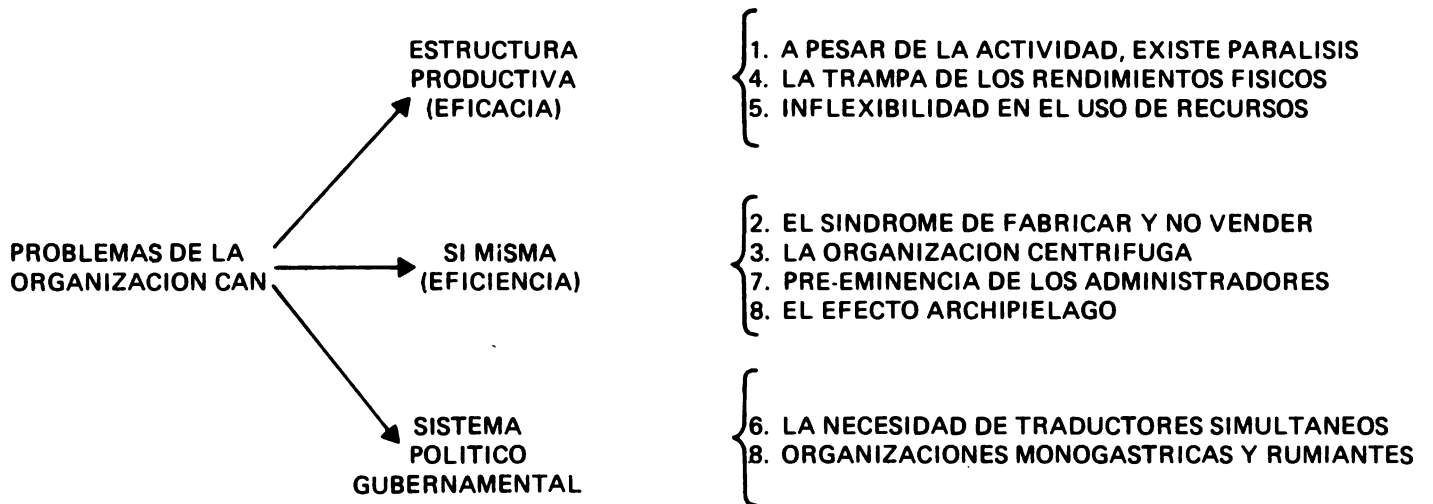 ESTRUCTURA
PRODUCTIVA
(EFICACIA)
1. A PESAR DE LA ACTIVIDAD, EXISTE PARALISIS
4. LA TRAMPA DE LOS RENDIMIENTOS FISICOS
5. INFLEXIBILIDAD EN EL USO DE RECURSOS
PROBLEMAS DE LA
ORGANIZACION CAN
SI MiSMA
(EFICIENCIA)
2. EL SINDROME DE FABRICAR Y NO VENDER
3. LA ORGANIZACION CENTRIFUGA
7. PRE-EMINENCIA DE LOS ADMINISTRADORES
8. EL EFECTO ARCHIPIELAGO
SISTEMA
POLITICO
GUBERNAMENTAL
6. LA NECESIDAD DE TRADUCTORES SIMULTANEOS
8. ORGANIZACIONES MONOGASTRICAS Y RUMIANTES